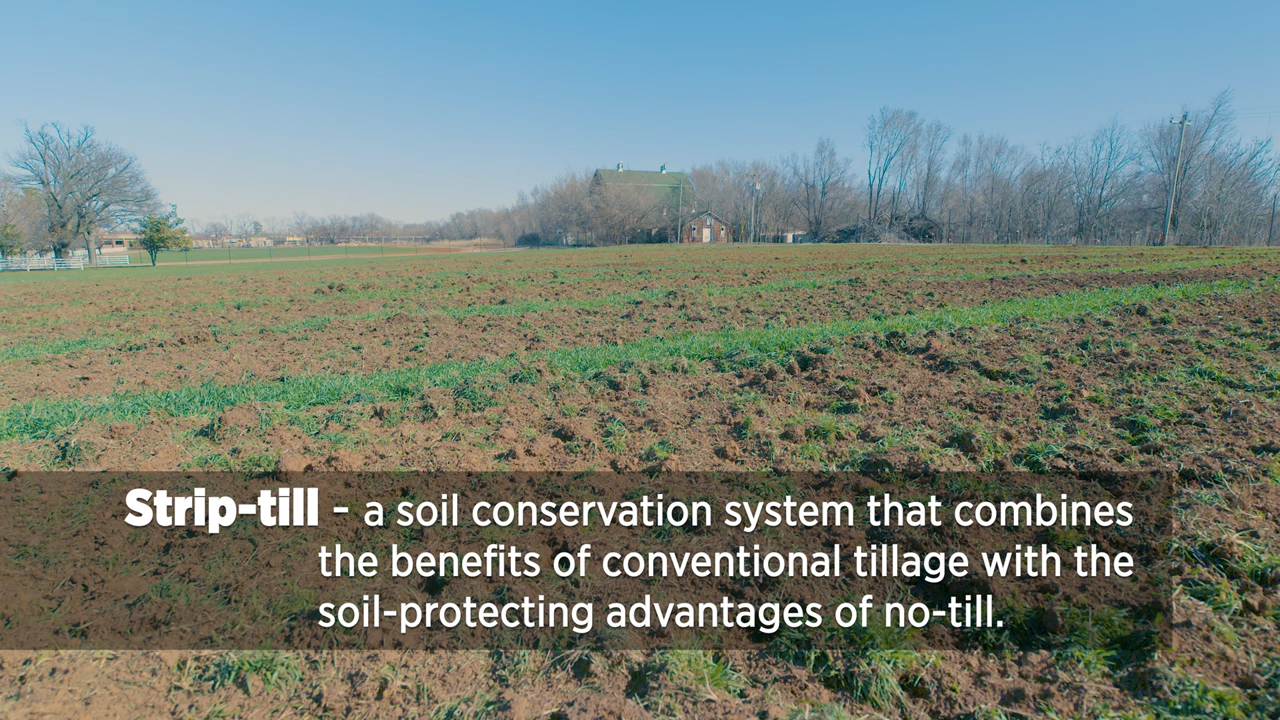 Strip-till - a soil conservation system that combines
the benefits of conventional tillage with the
soil-protecting advantages of no-till.